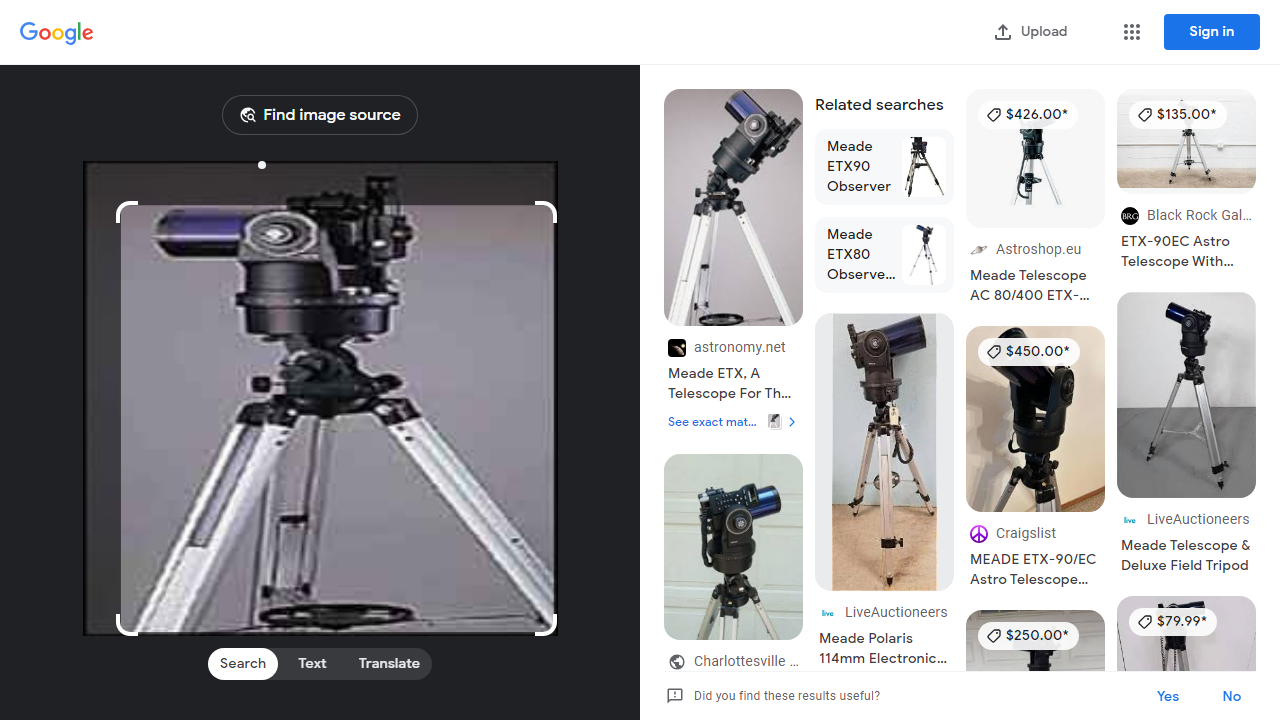 Google
Upload
Sign in
Find image source
Search
Text
Translate
astronomy.net
Meade ETX, A
Telescope For Th...
See exact mat...
Charlottesville ...
Related searches
Meade
ETX90
Observer
Meade
ETX80
Observe...
LiveAuctioneers
Meade Polaris
114mm Electronic...
$426.00*
Astroshop.eu
Meade Telescope
AC 80/400 ETX-...
$450.00*
Craigslist
MEADE ETX-90/EC
Astro Telescope...
$250.00*
$135.00*
BRG
Black Rock Gal...
ETX-90EC Astro
Telescope With...
live
LiveAuctioneers
Meade Telescope &
Deluxe Field Tripod
$79.99*
live
Did you find these results useful?
Yes
No